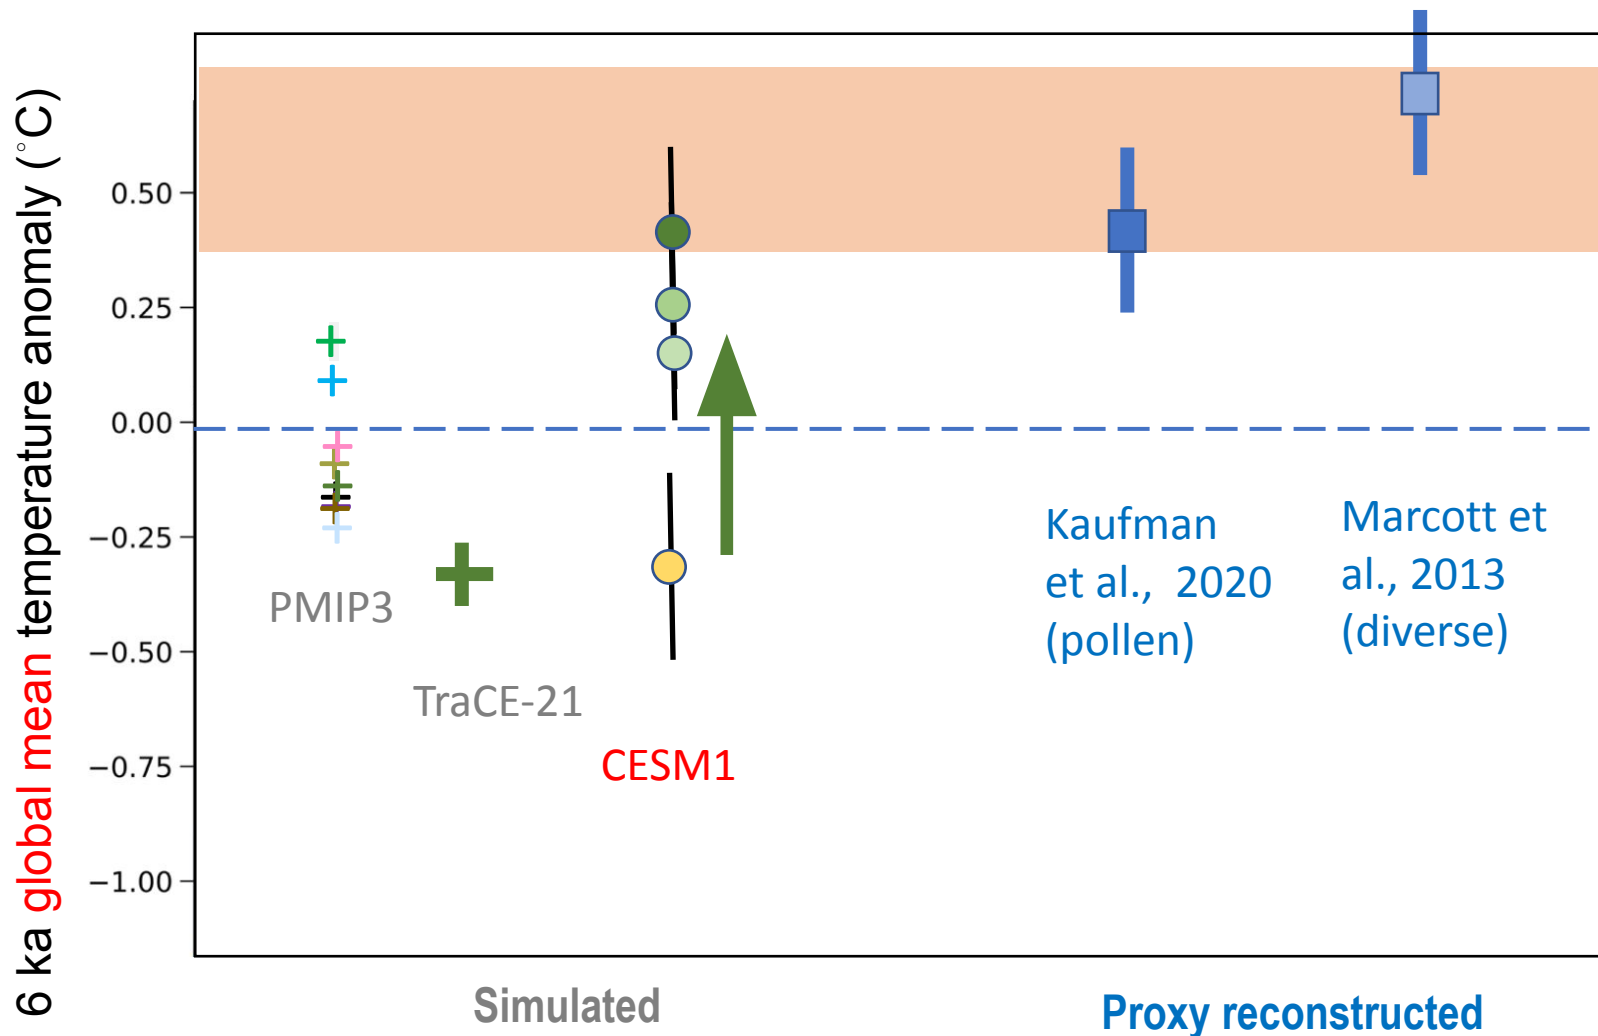 6 ka global mean temperature anomaly (°C)
0.50
0.25
0.00
−0.25
−0.50
−0.75
−1.00
PMIP3
TraCE-21
CESM1
Kaufman
et al.,  2020
(pollen)
Marcott et
al., 2013
(diverse)
Simulated
Proxy reconstructed